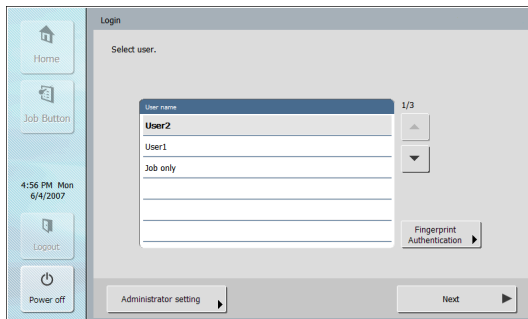 Login
Home
Job Button
4:56 PM Mon
6/4/2007
Logout
Power off
Select user.
User name
User2
User1
Job only
1/3
Fingerprint
Authentication
Administrator setting
Next